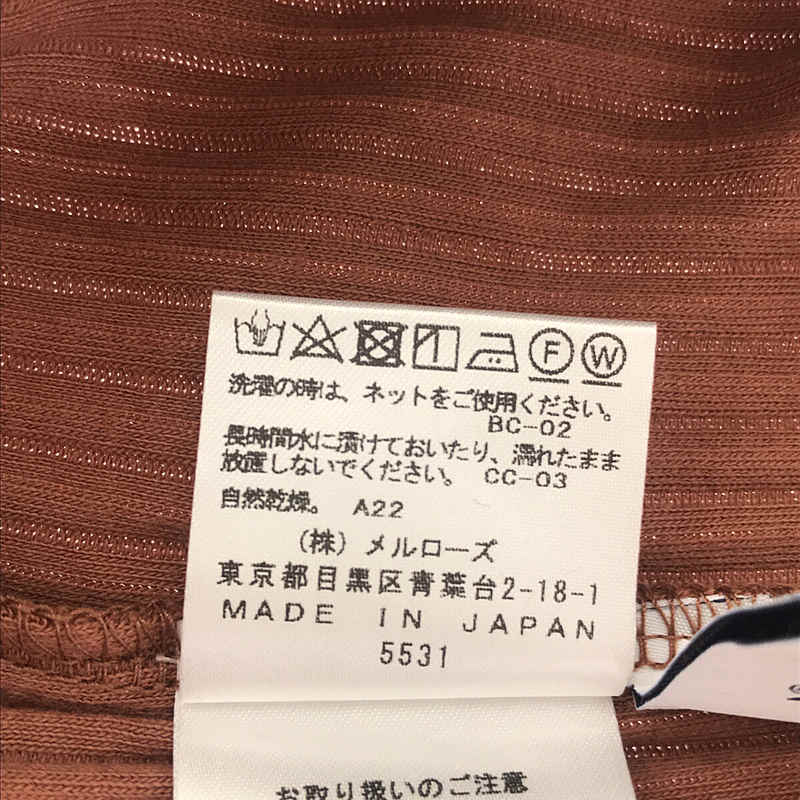 F W
洗濯の時は、ネットをご使用ください。
BC-02
長時間水に漬けておいたり、濡れたまま
放置しないでください。 CC-03
自然乾燥。 A22
（株）メルローズ
東京都目黒区青葉台2-18-1
MADE IN JAPAN
5531
お取り扱いのご注意